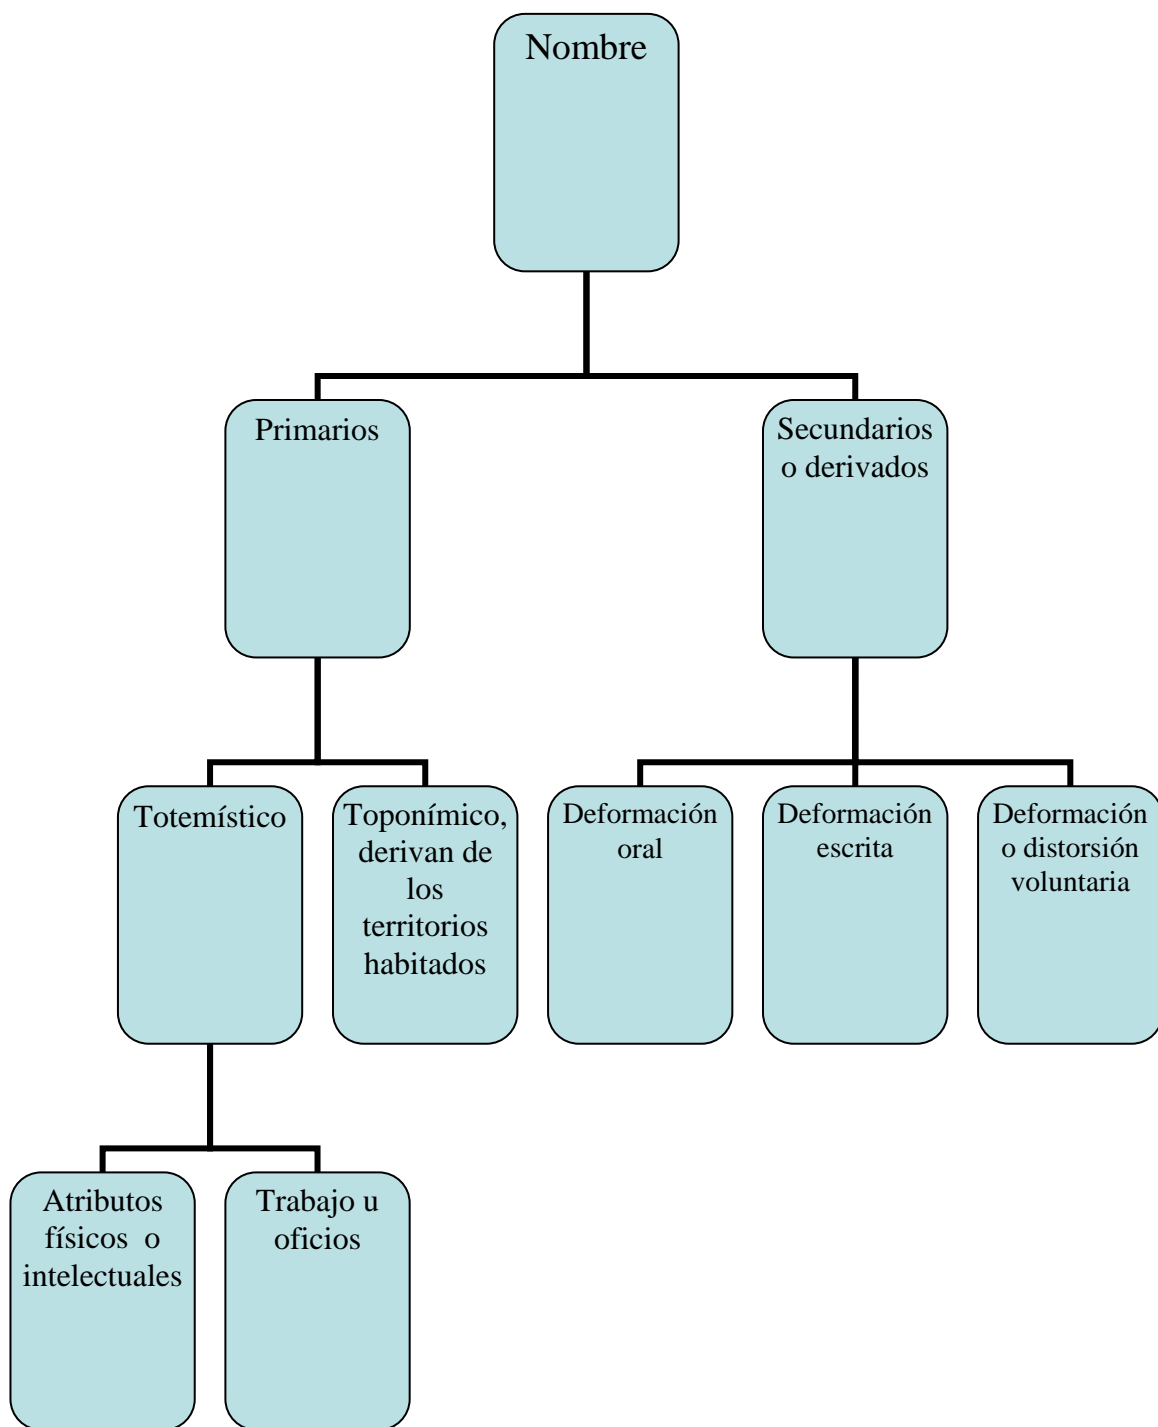 Nombre
Primarios
Secundarios
o derivados
Totemístico
Toponímico,
derivan de
los
territorios
habitados
Deformación
oral
Deformación
escrita
Deformación
o distorsión
voluntaria
Atributos
físicos o
intelectuales
Trabajo u
oficios